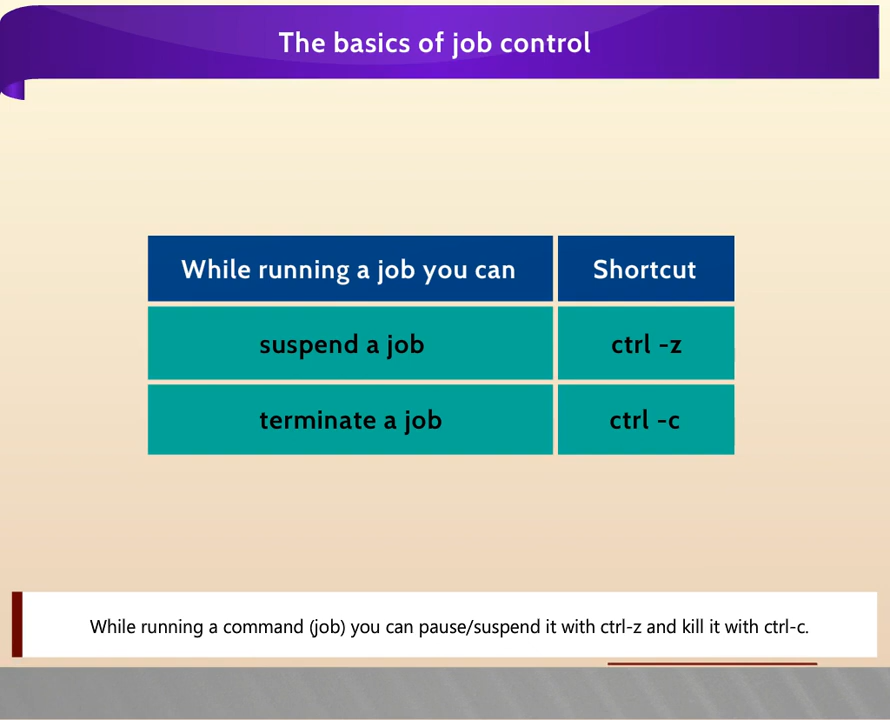 The basics of job control
While running a job you can Shortcut
suspend a job ctrl -z
terminate a job ctrl -c
While running a command (job) you can pause/suspend it with ctrl-z and kill it with ctrl-c.